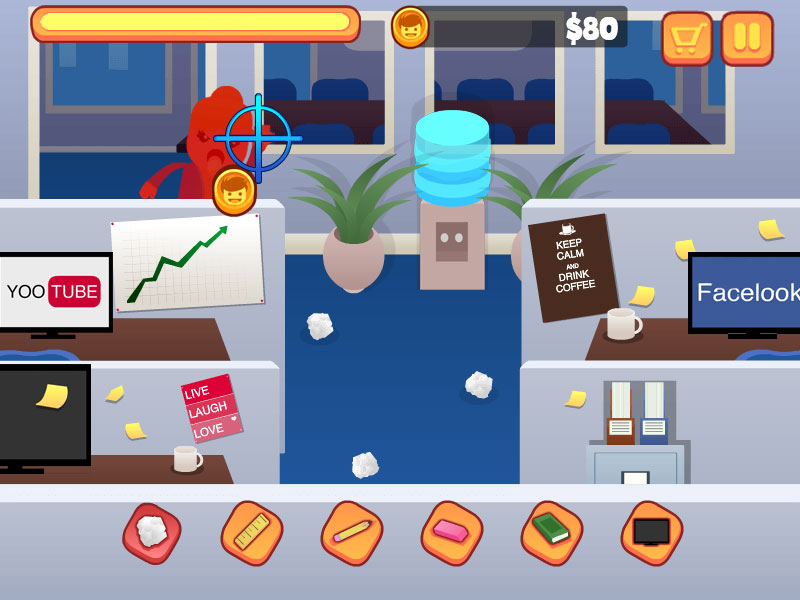 $80
KEEP
CALM
AND
DRINK
COFFEE
YOO TUBE
Facelook
LIVE
LAUGH
LOVE